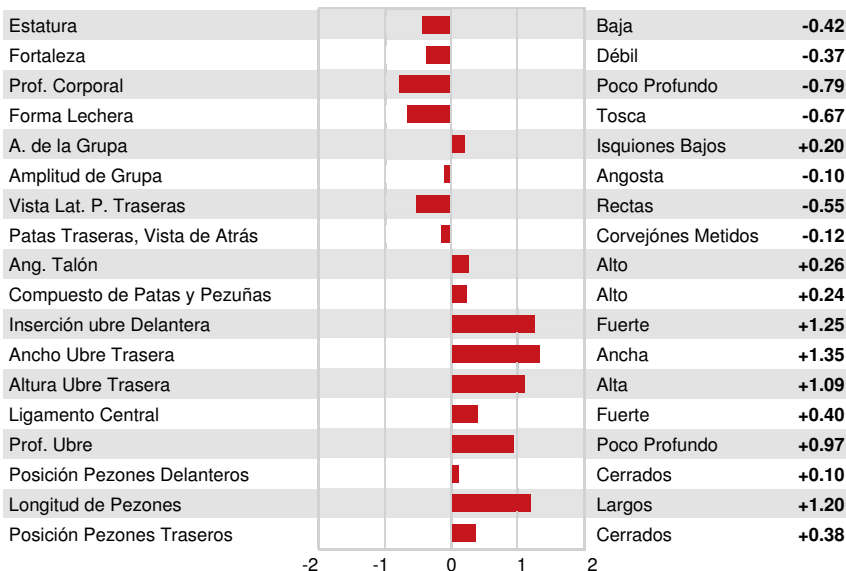 Estatura Baja -0.42
Fortaleza Débil -0.37
Prof. Corporal Poco Profundo -0.79
Forma Lechera Tosca -0.67
A. de la Grupa Isquiones Bajos +0.20
Amplitud de Grupa Angosta -0.10
Vista Lat. P. Traseras Rectas -0.55
Patas Traseras, Vista de Atrás Corvejónes Metidos -0.12
Ang. Talón Alto +0.26
Compuesto de Patas y Pezuñas Alto +0.24
Inserción ubre Delantera Fuerte +1.25
Ancho Ubre Trasera Ancha +1.35
Altura Ubre Trasera Alta +1.09
Ligamento Central Fuerte +0.40
Prof. Ubre Poco Profundo +0.97
Posición Pezones Delanteros Cerrados +0.10
Longitud de Pezones Largos +1.20
Posición Pezones Traseros Cerrados +0.38
-2 -1 0 1 2